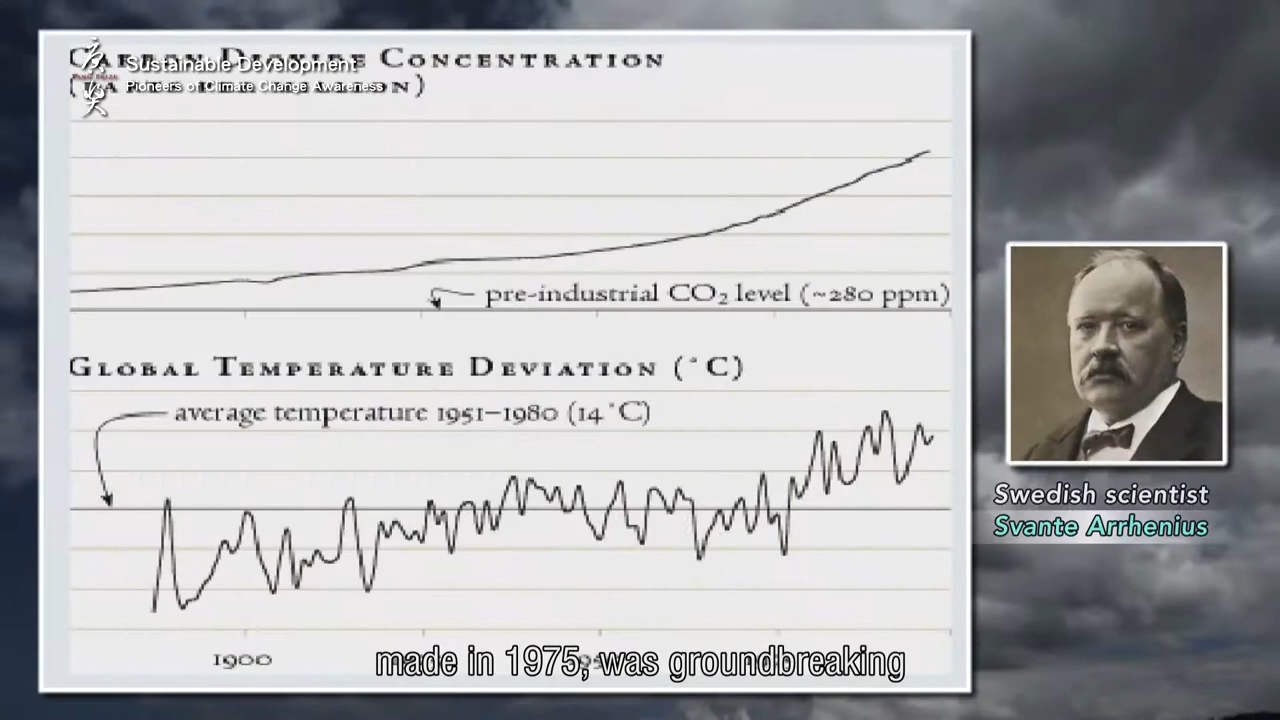 Sustainable Development
Pioneers of Climate Change Awareness
CONCENTRATION
GLOBAL TEMPERATURE DEVIATION (°C)
pre-industrial CO₂ level (~280 ppm)
average temperature 1951–1980 (14 °C)
1900
Swedish scientist
Svante Arrhenius
made in 1975, was groundbreaking